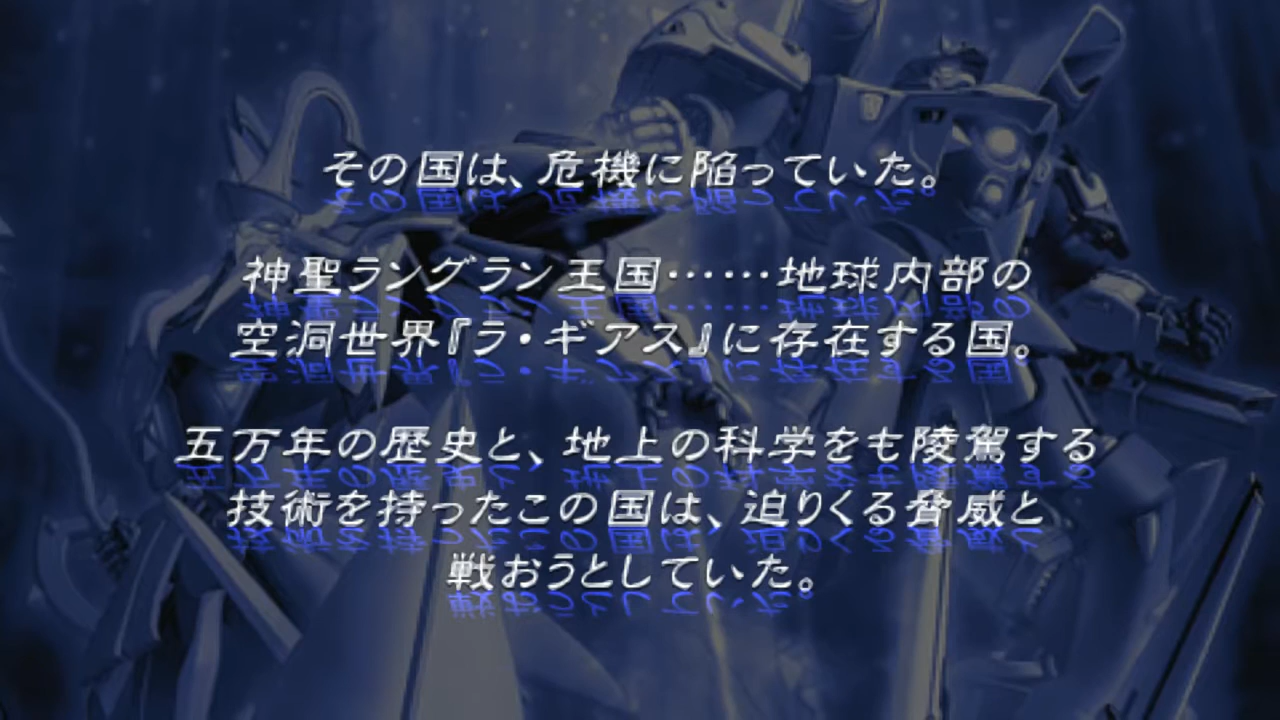 その国は、危機に陥っていた。
神聖ラングラン王国……地球内部の
空洞世界『ラ・ギアス』に存在する国。
五万年の歴史と、地上の科学をも陵駕する
技術を持ったこの国は、迫りくる脅威と
戦おうとしていた。